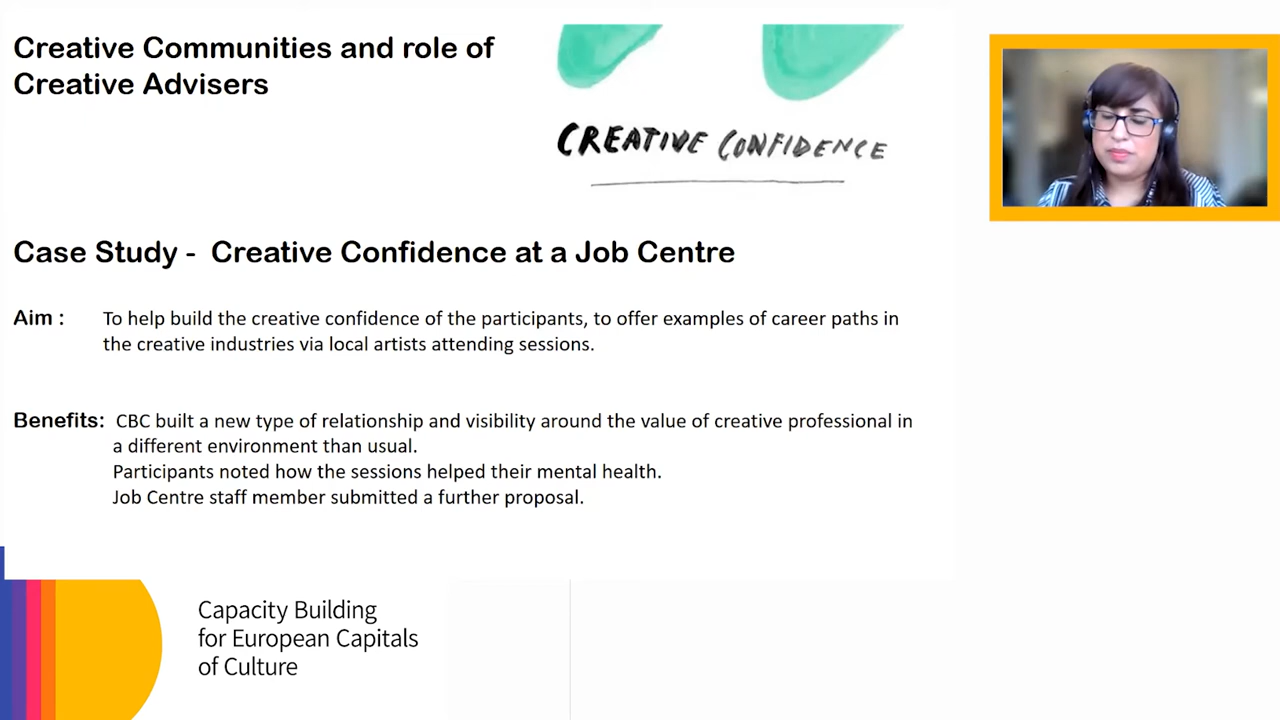 Creative Communities and role of
Creative Advisers
CREATIVE CONFIDENCE
Case Study - Creative Confidence at a Job Centre
Aim : To help build the creative confidence of the participants, to offer examples of career paths in
the creative industries via local artists attending sessions.
Benefits: CBC built a new type of relationship and visibility around the value of creative professional in
a different environment than usual.
Participants noted how the sessions helped their mental health.
Job Centre staff member submitted a further proposal.
Capacity Building
for European Capitals
of Culture